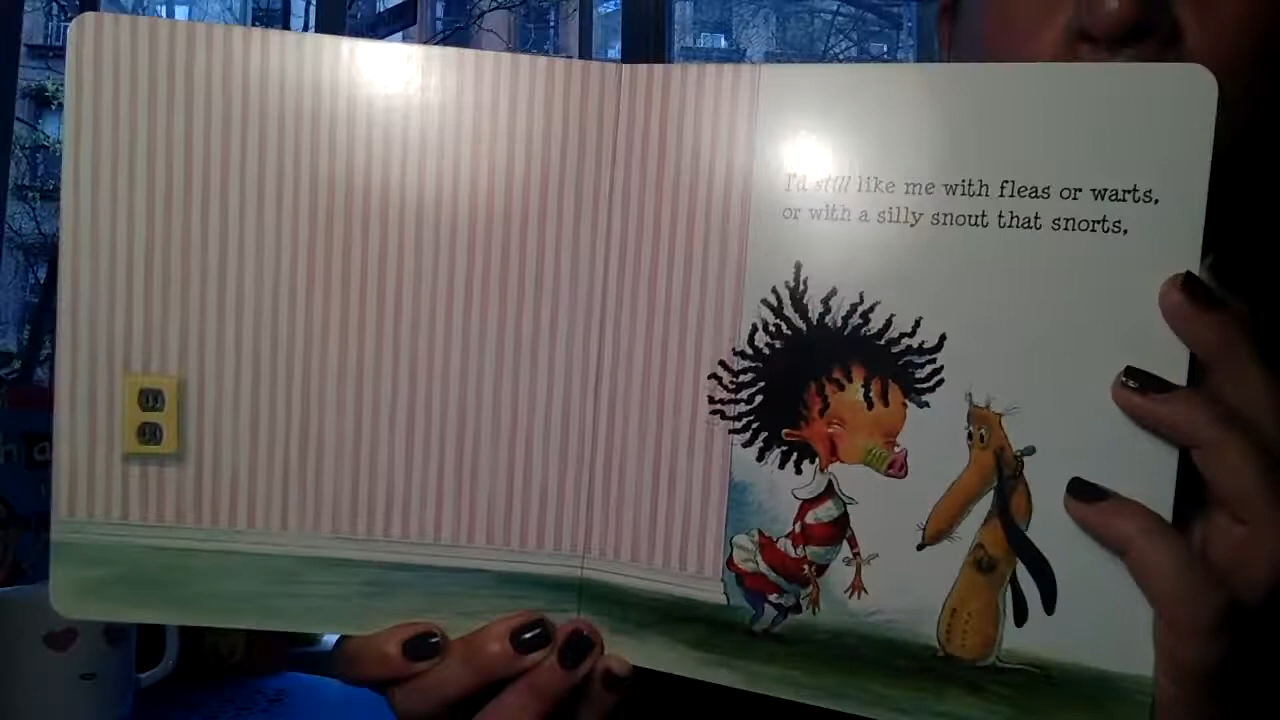 I'd still like me with fleas or warts,
or with a silly snout that snorts,